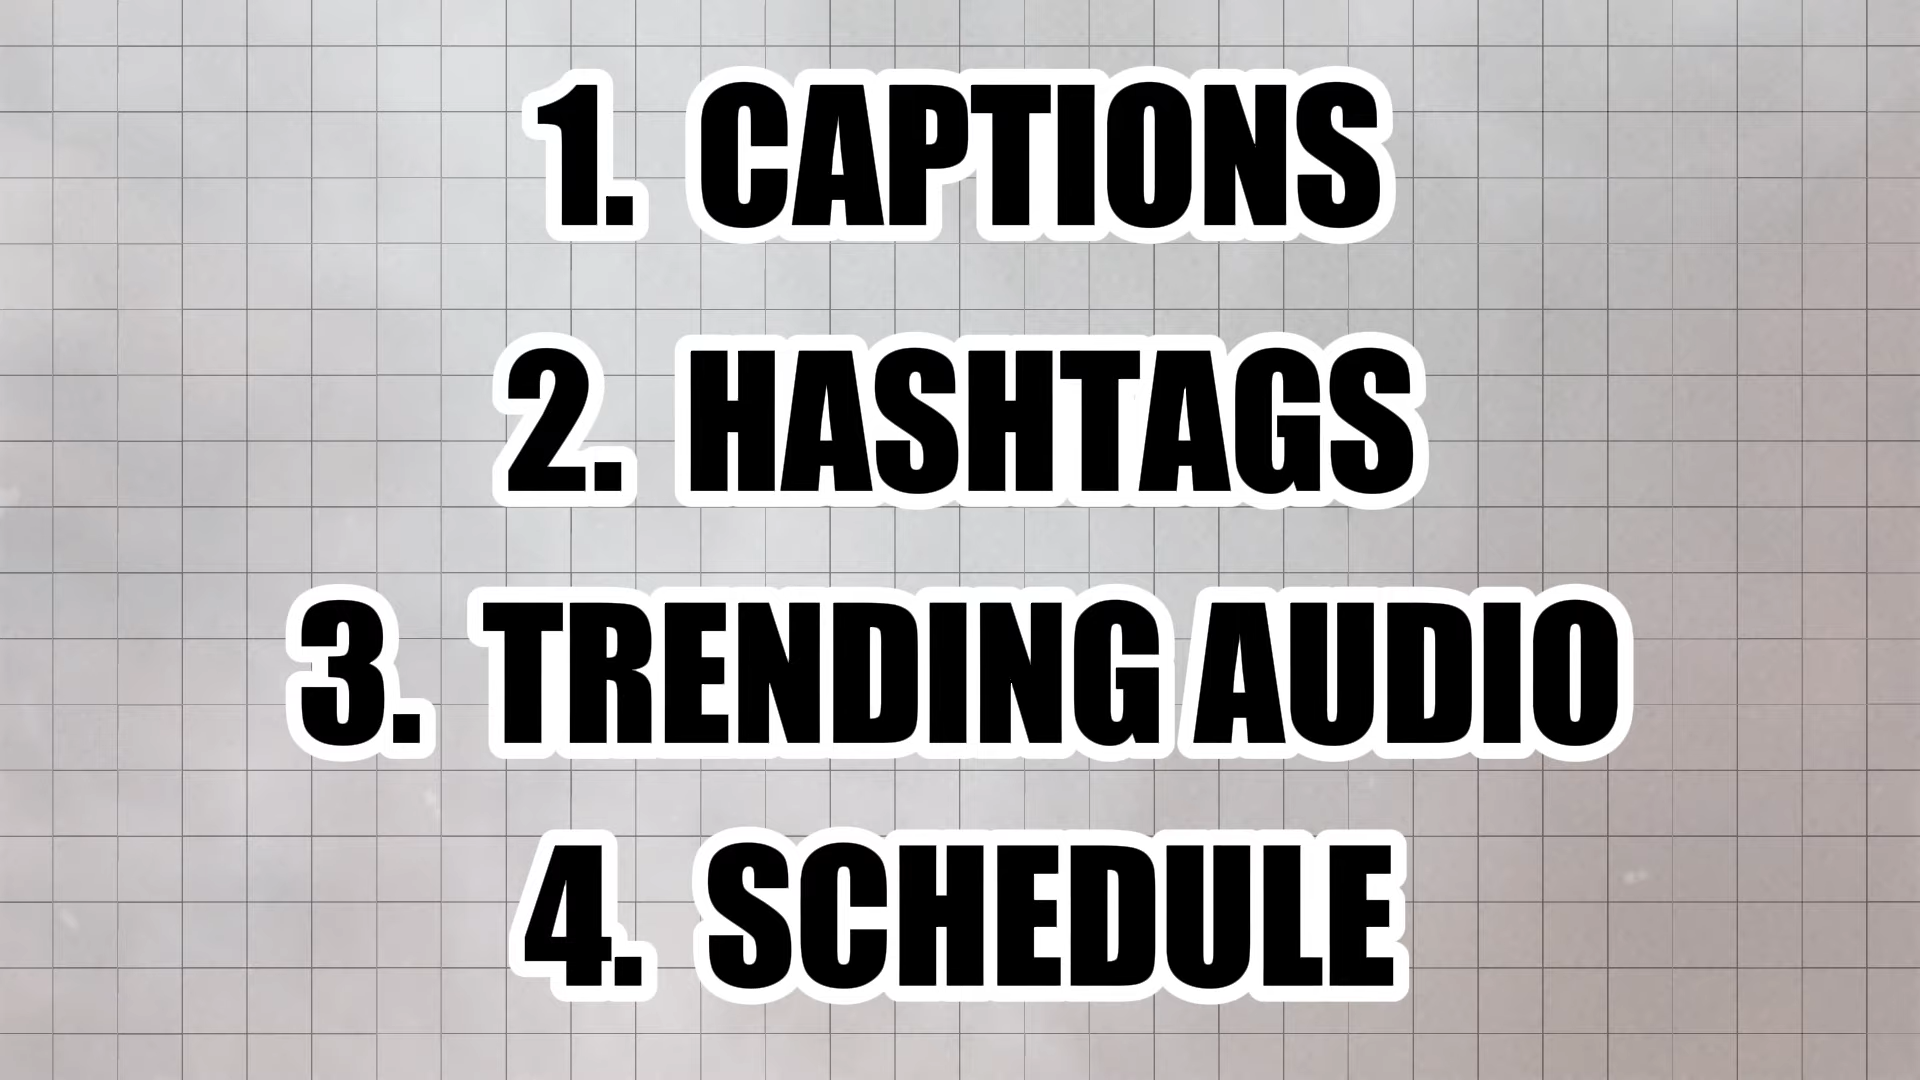 1. CAPTIONS
2. HASHTAGS
3. TRENDING AUDIO
4. SCHEDULE